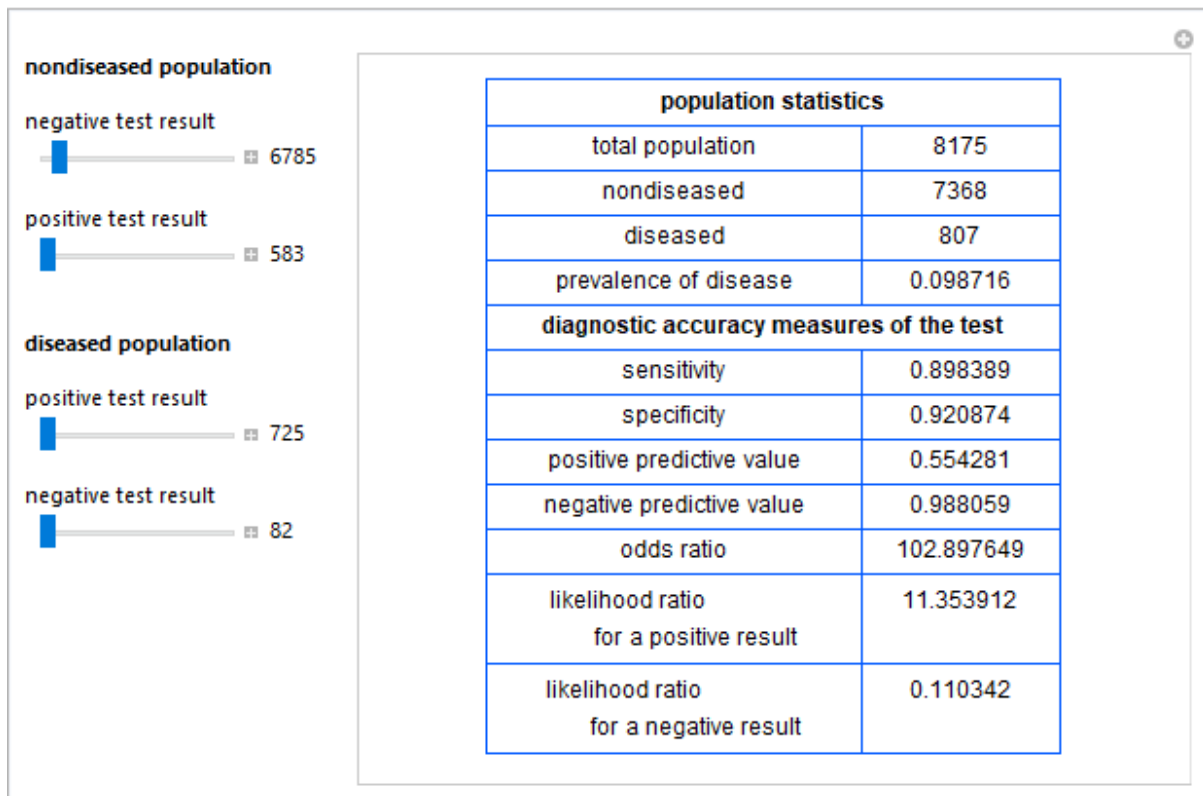 nondiseased population
negative test result
6785
positive test result
583
diseased population
positive test result
725
negative test result
82
population statistics
total population 8175
nondiseased 7368
diseased 807
prevalence of disease 0.098716
diagnostic accuracy measures of the test
sensitivity 0.898389
specificity 0.920874
positive predictive value 0.554281
negative predictive value 0.988059
odds ratio 102.897649
likelihood ratio 11.353912
for a positive result
likelihood ratio 0.110342
for a negative result